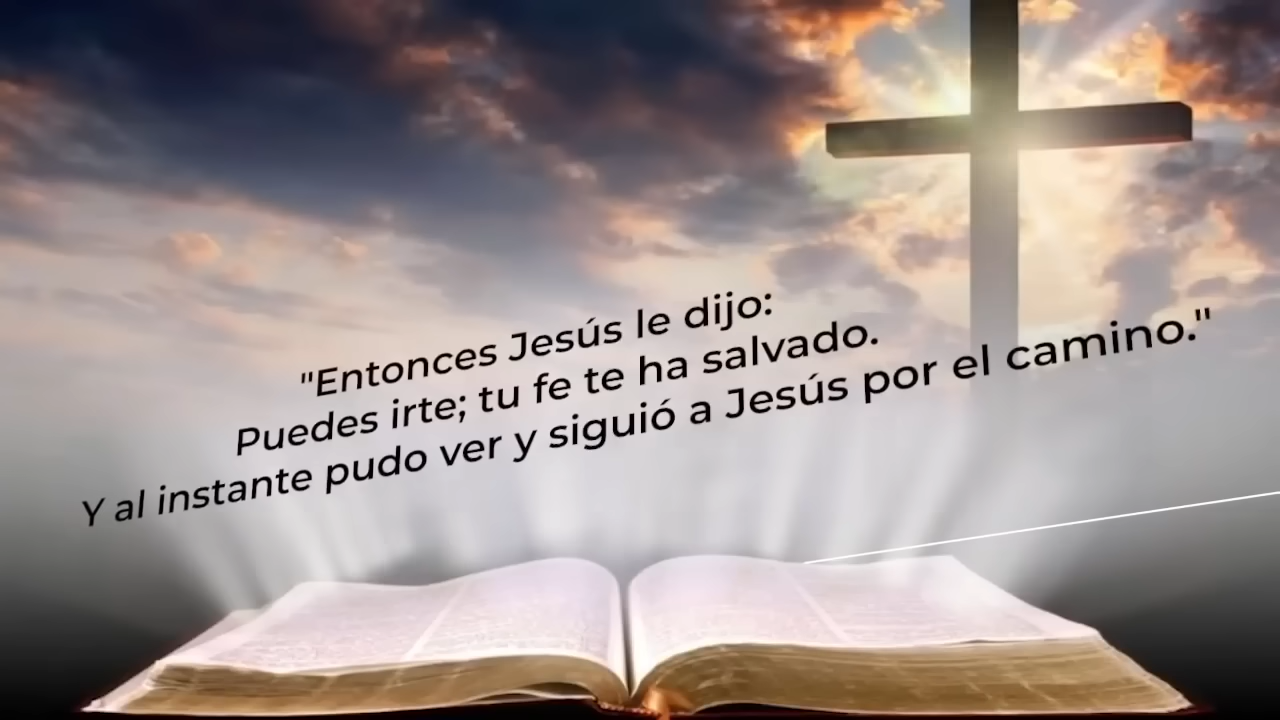 "Entonces Jesús le dijo:
Puedes irte; tu fe te ha salvado.
Y al instante pudo ver y siguió a Jesús por el camino."